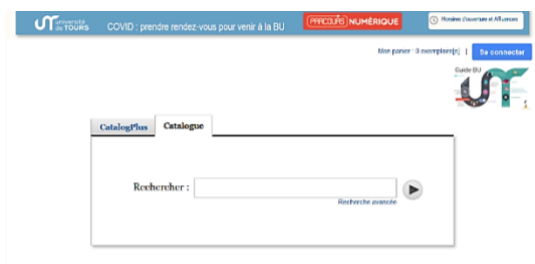 université
de TOURS
COVID : prendre rendez-vous pour venir à la BU
PARCOURS NUMÉRIQUE
Horaires d'ouverture et Affluences
Mon panier : 0 exemplaire(s) | Se connecter
Guide BU
CatalogPlus Catalogue
Rechercher :
Recherche avancée